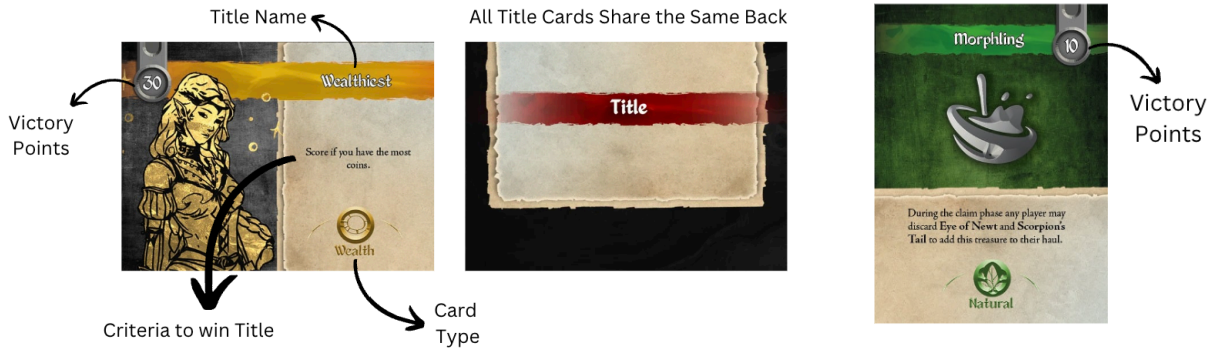 Title Name
All Title Cards Share the Same Back
30
Wealthiest
Victory
Points
Score if you have the most
coins.
Wealth
Criteria to win Title
Card
Type
Title
Morphling
10
Victory
Points
During the claim phase any player may
discard Eye of Newt and Scorpion's
Tail to add this treasure to their haul.
Natural